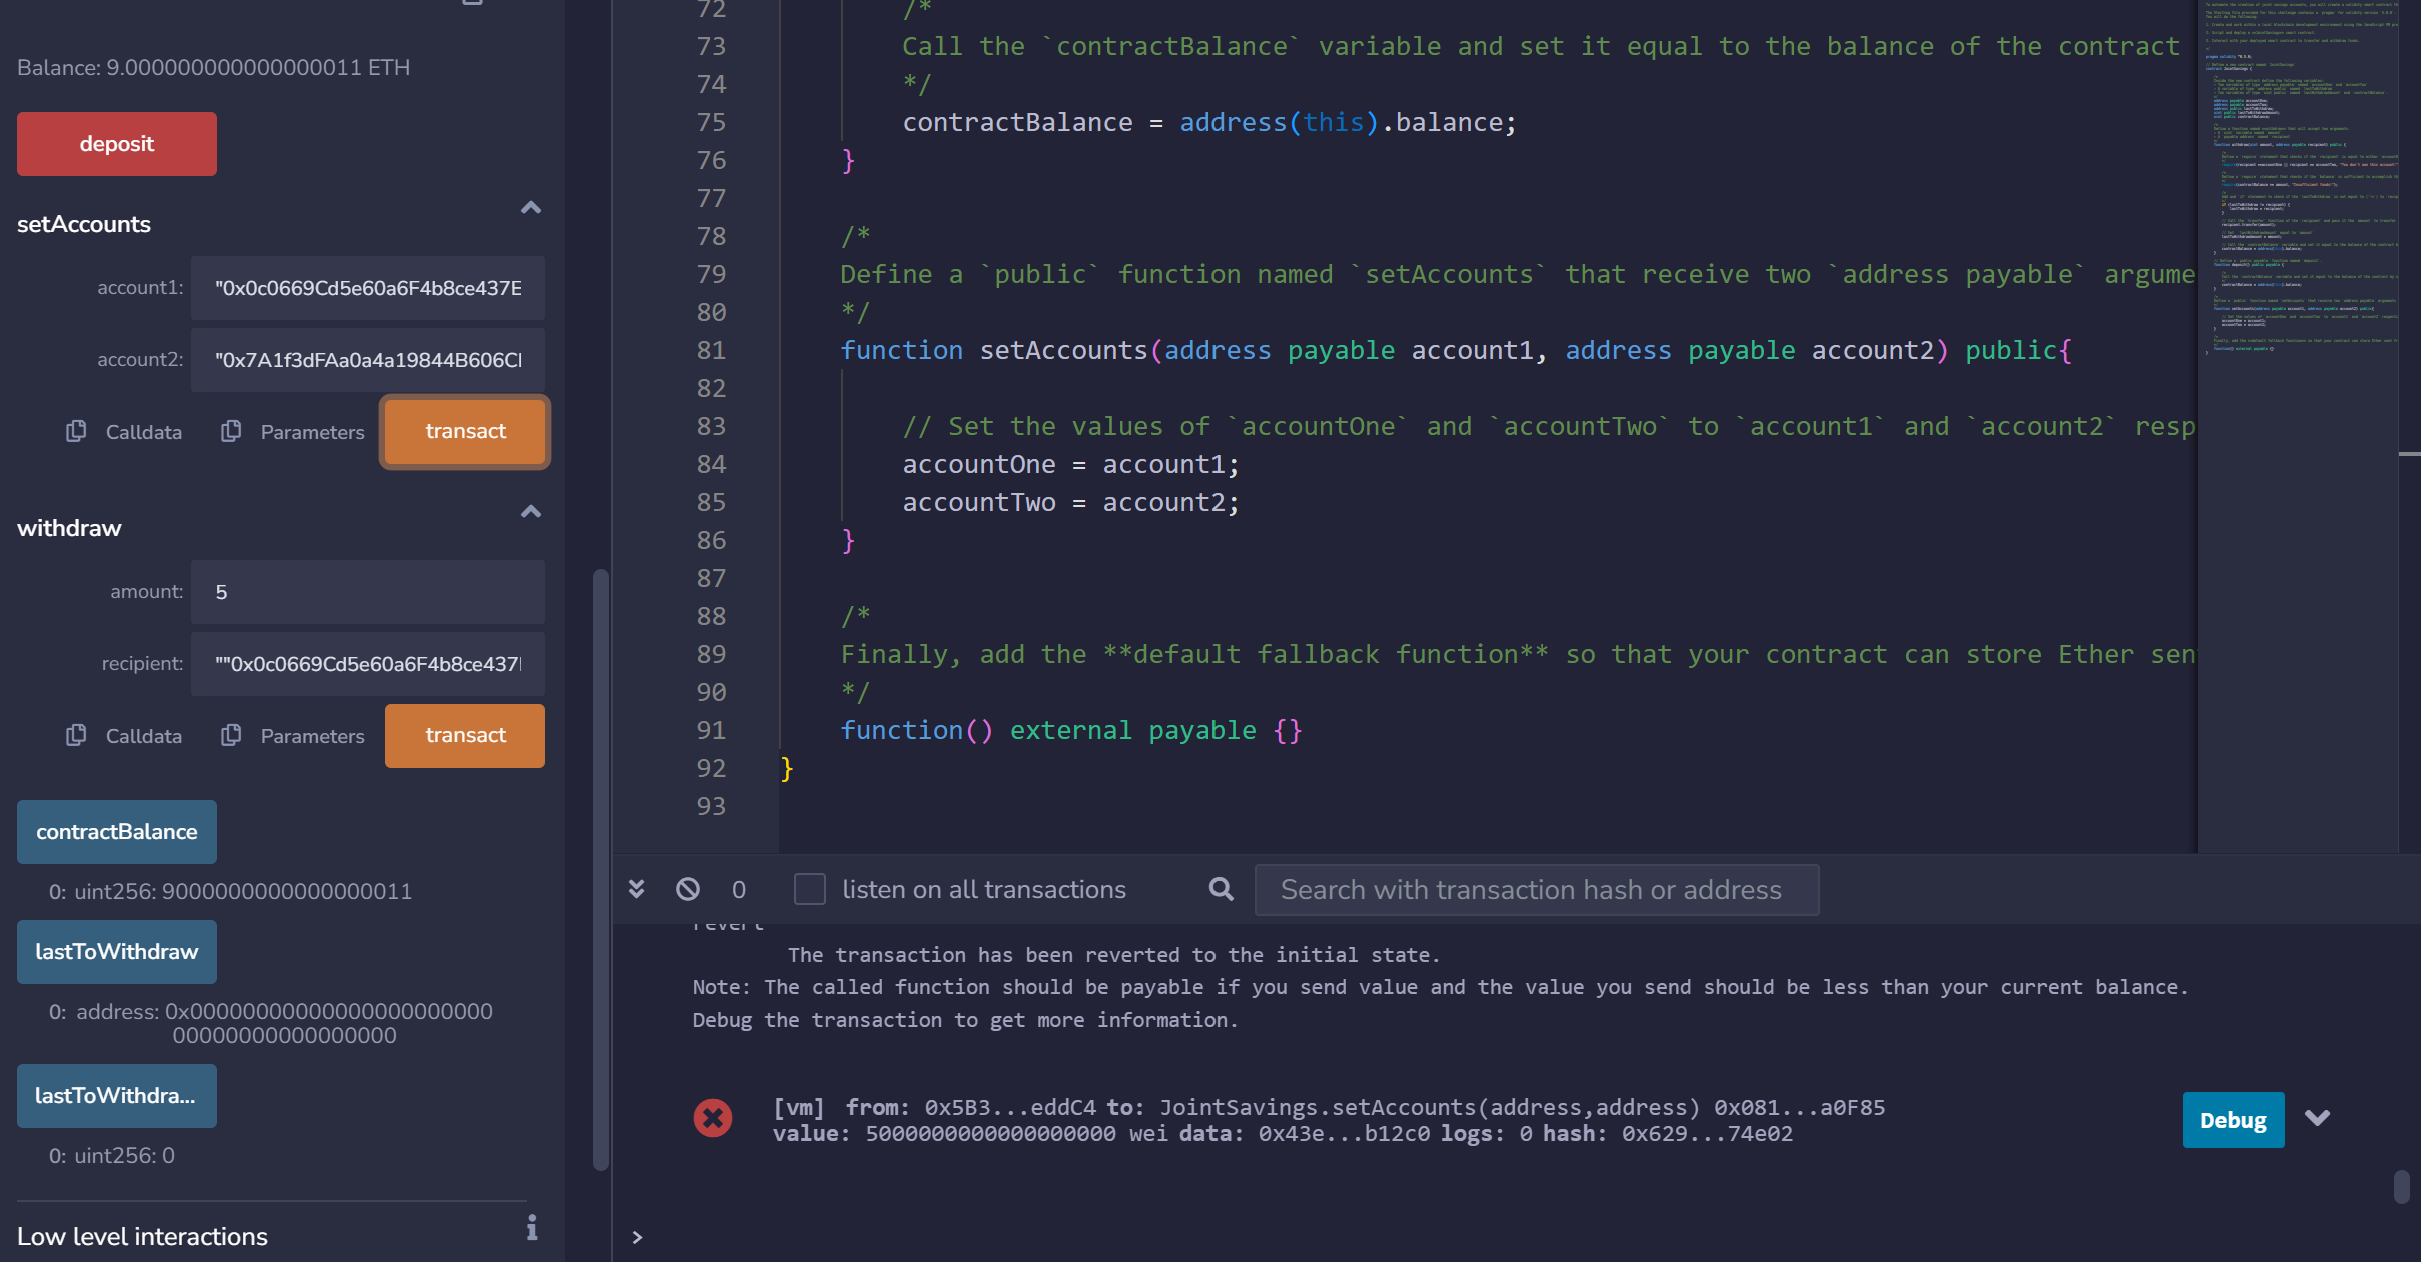 Balance: 9.000000000000000011 ETH
deposit
setAccounts
account1: "0x0c0669Cd5e60a6F4b8ce437E
account2: "0x7A1f3dFAa0a4a19844B606CI
Calldata Parameters transact
withdraw
amount: 5
recipient: ""0x0c0669Cd5e60a6F4b8ce437
Calldata Parameters transact
contractBalance
0: uint256: 9000000000000000011
lastToWithdraw
0: address: 0x00000000000000000000000
00000000000000000
lastToWithdra...
0: uint256: 0
Low level interactions
72 /*
73 Call the `contractBalance` variable and set it equal to the balance of the contract
74 */
75 contractBalance = address(this).balance;
76 }
77
78 /*
79 Define a `public` function named `setAccounts` that receive two `address payable` argume
80 */
81 function setAccounts(address payable account1, address payable account2) public{
82
83 // Set the values of `accountOne` and `accountTwo` to `account1` and `account2` resp
84 accountOne = account1;
85 accountTwo = account2;
86 }
87
88 /*
89 Finally, add the **default fallback function** so that your contract can store Ether sen
90 */
91 function() external payable {}
92 }
93
0 listen on all transactions Search with transaction hash or address
revert
The transaction has been reverted to the initial state.
Note: The called function should be payable if you send value and the value you send should be less than your current balance.
Debug the transaction to get more information.
[vm] from: 0x5B3...eddC4 to: JointSavings.setAccounts(address,address) 0x081...a0F85
value: 5000000000000000000 wei data: 0x43e...b12c0 logs: 0 hash: 0x629...74e02
Debug
>